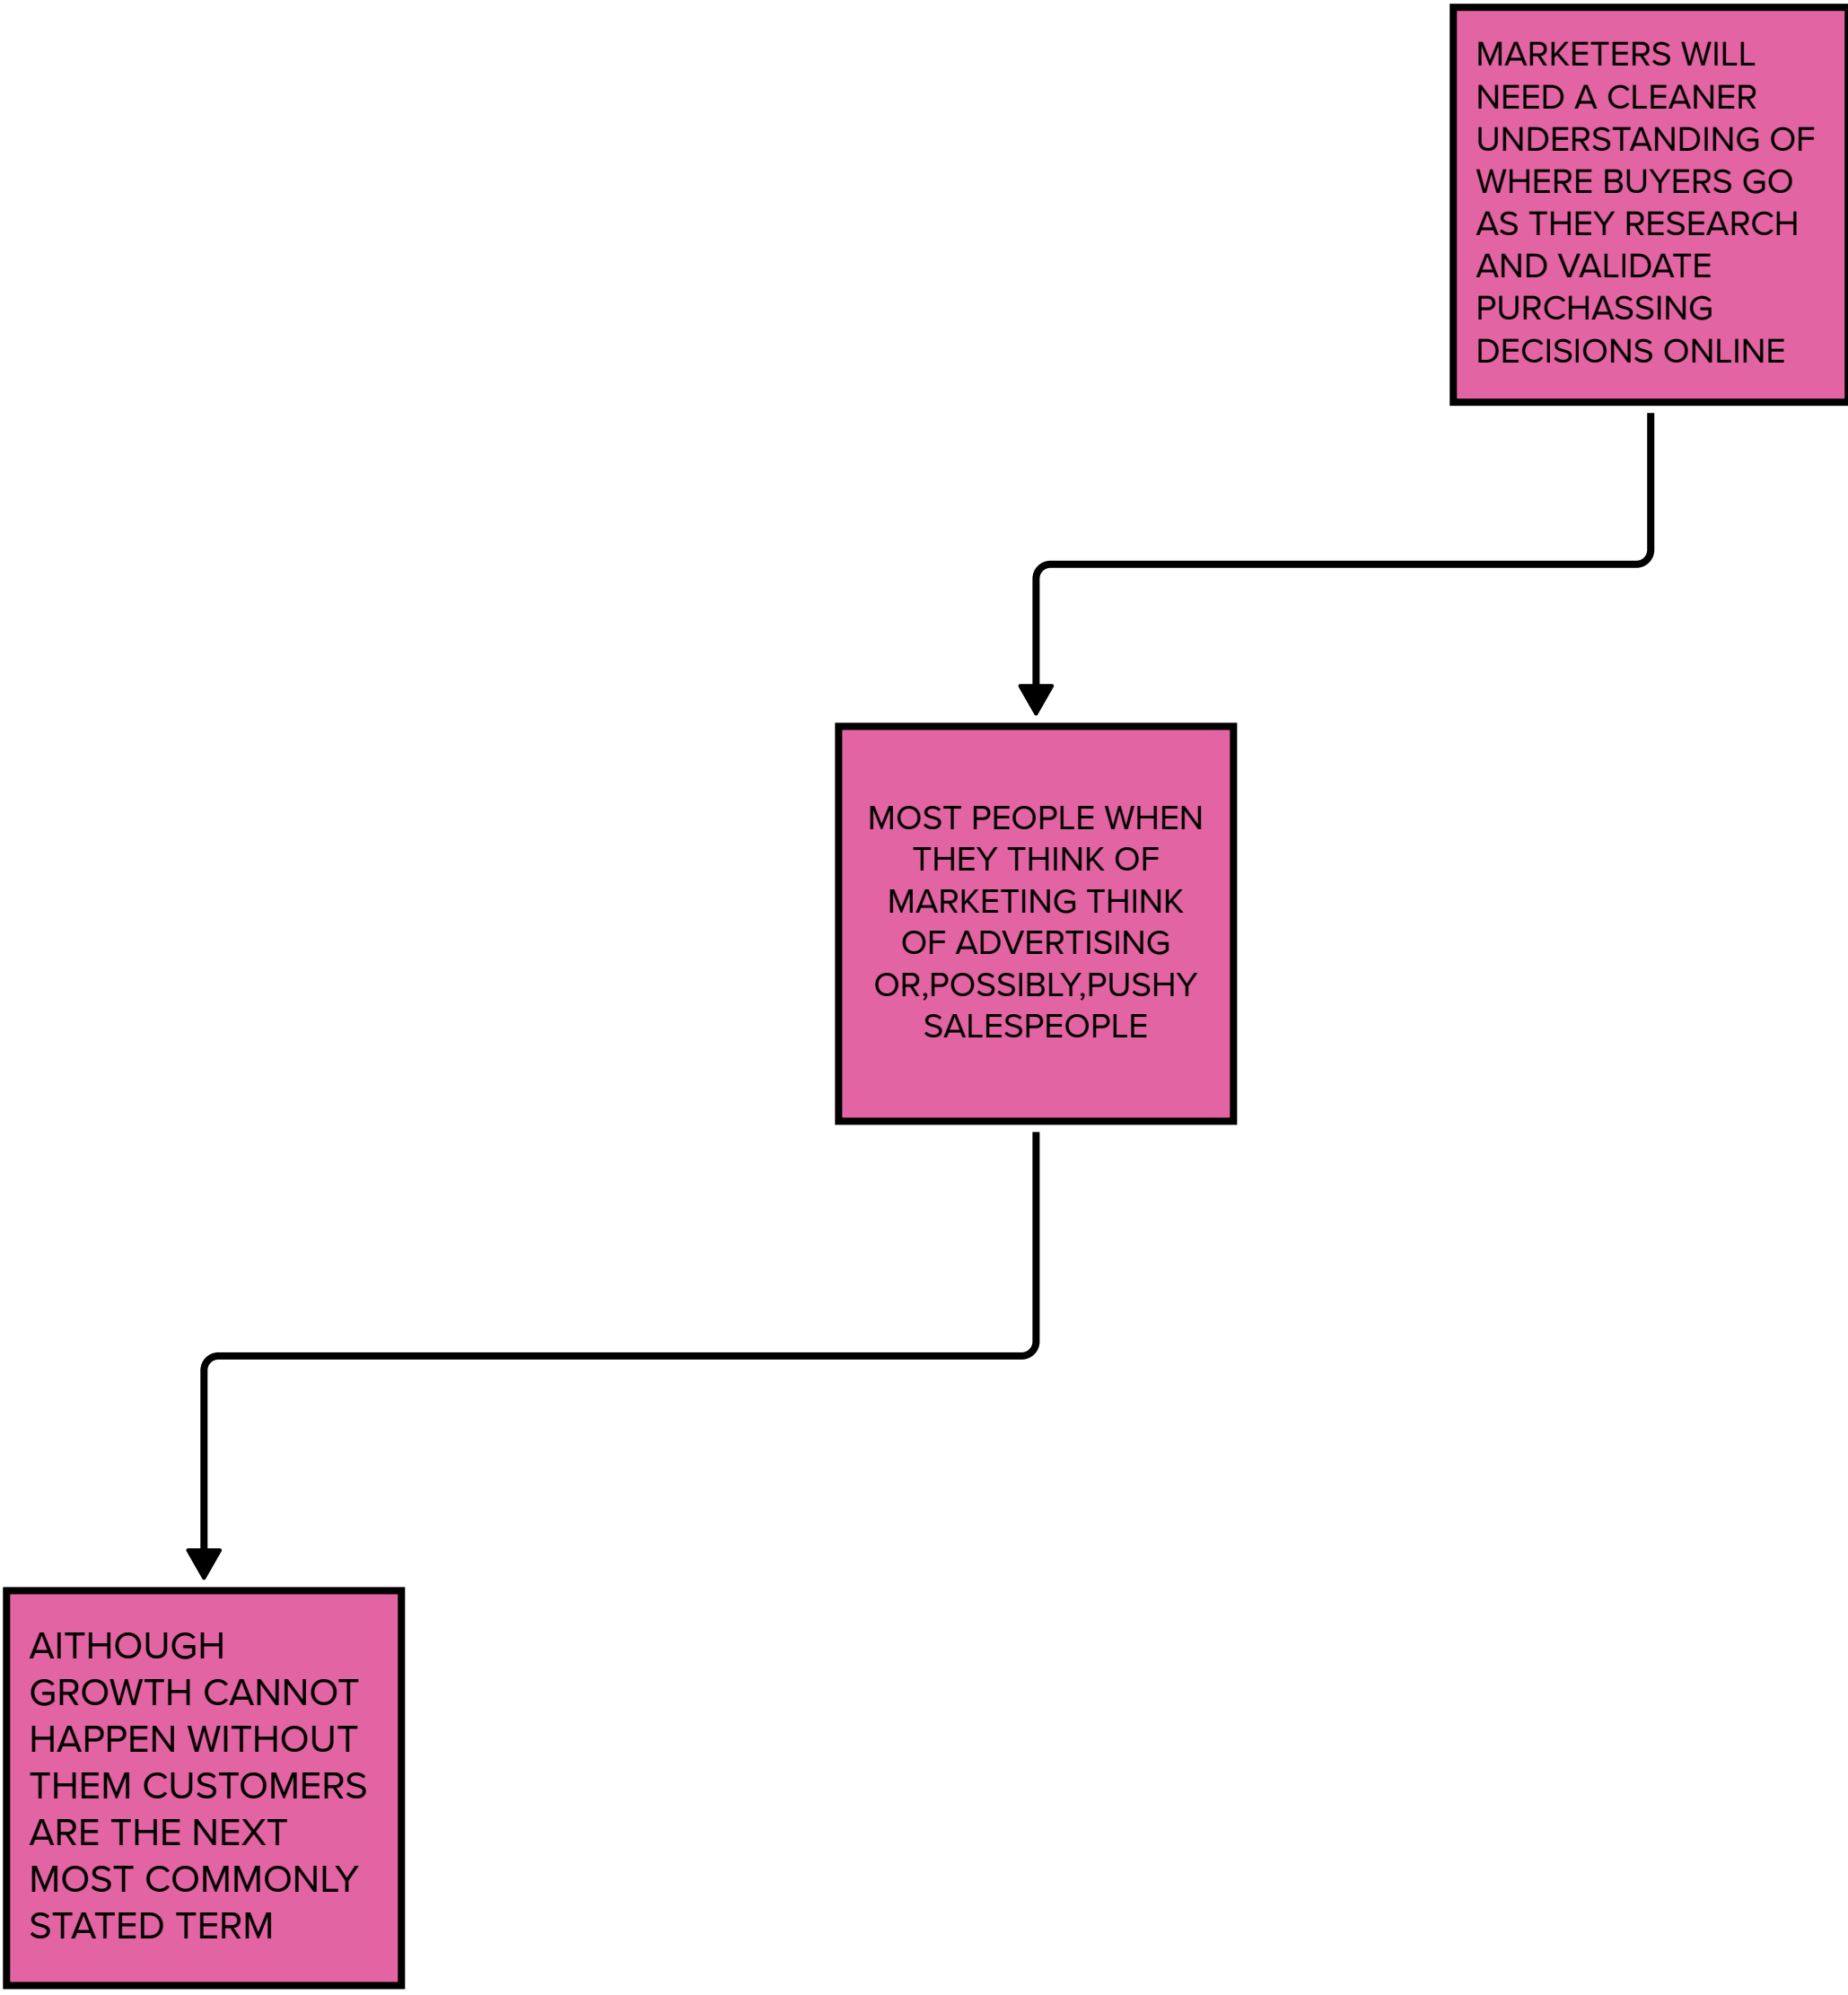 MARKETERS WILL
NEED A CLEANER
UNDERSTANDING OF
WHERE BUYERS GO
AS THEY RESEARCH
AND VALIDATE
PURCHASSING
DECISIONS ONLINE
MOST PEOPLE WHEN
THEY THINK OF
MARKETING THINK
OF ADVERTISING
OR,POSSIBLY,PUSHY
SALESPEOPLE
AITHOUGH
GROWTH CANNOT
HAPPEN WITHOUT
THEM CUSTOMERS
ARE THE NEXT
MOST COMMONLY
STATED TERM